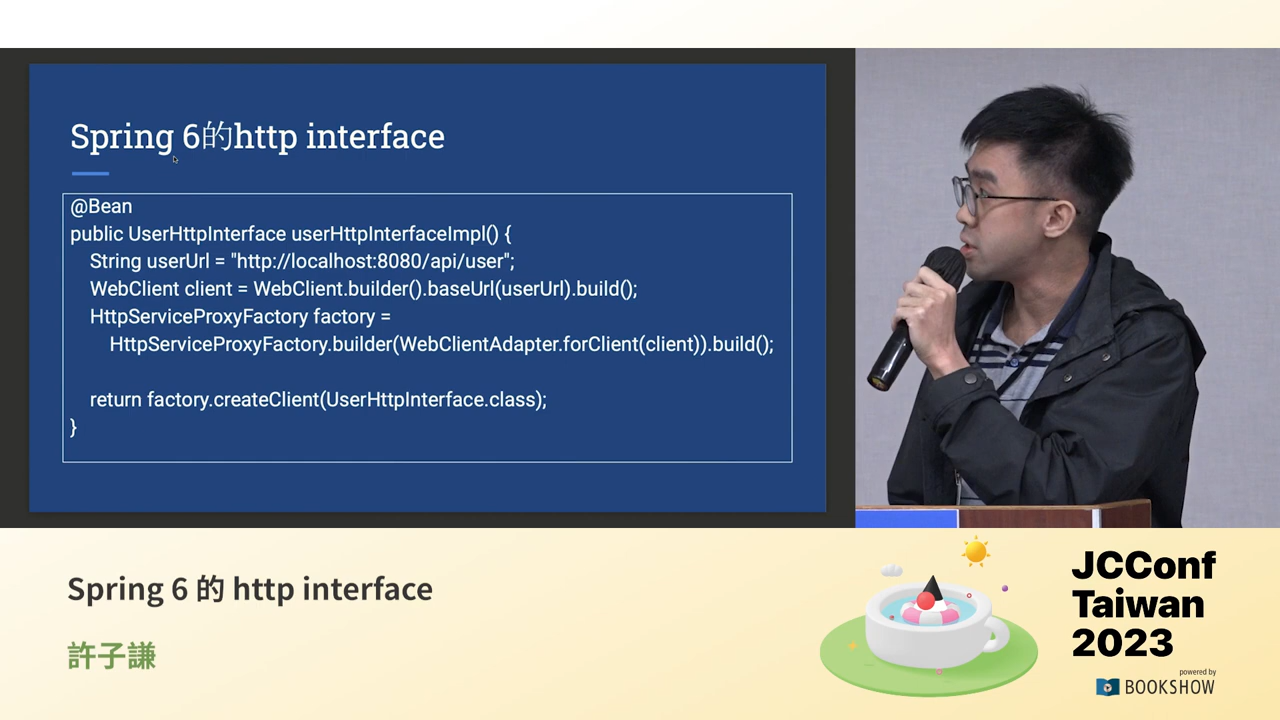 Spring 6的http interface
@Bean
public UserHttpInterface userHttpInterfaceImpl() {
    String userUrl = "http://localhost:8080/api/user";
    WebClient client = WebClient.builder().baseUrl(userUrl).build();
    HttpServiceProxyFactory factory =
        HttpServiceProxyFactory.builder(WebClientAdapter.forClient(client)).build();
    return factory.createClient(UserHttpInterface.class);
}
Spring 6 的 http interface
許子謙
JCConf
Taiwan
2023
powered by
BOOKSHOW